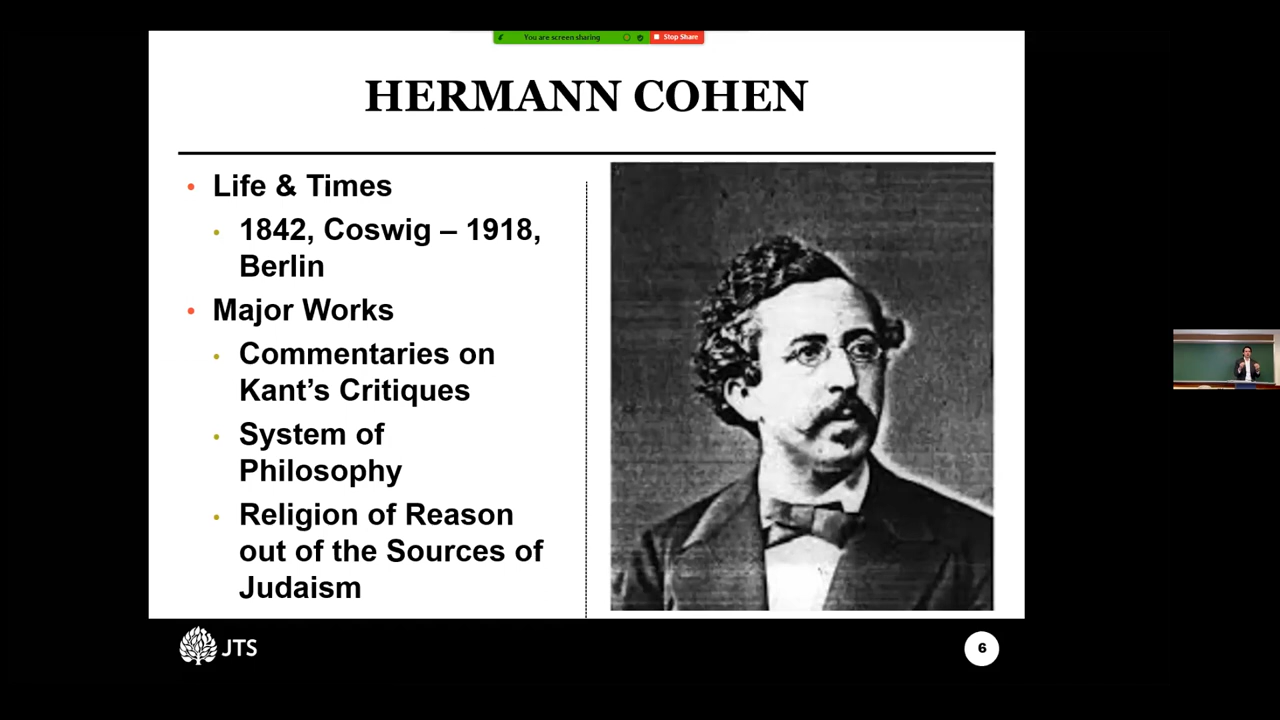 You are screen sharing
Stop Share
HERMANN COHEN
• Life & Times
• 1842, Coswig – 1918,
Berlin
• Major Works
• Commentaries on
Kant’s Critiques
• System of
Philosophy
• Religion of Reason
out of the Sources of
Judaism
JTS
6